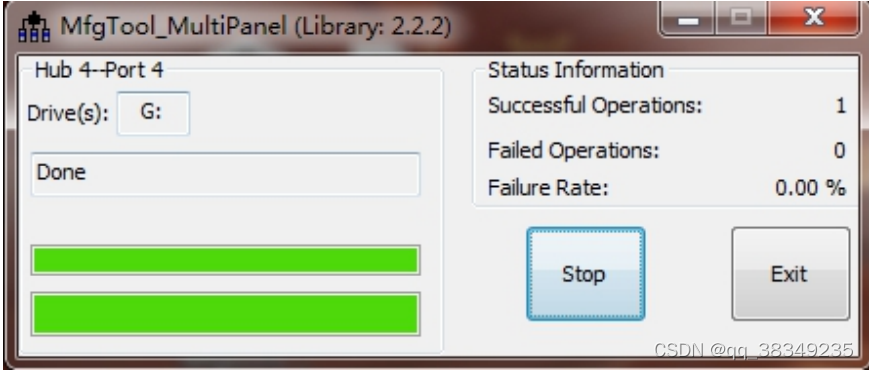 MfgTool_MultiPanel (Library: 2.2.2)
Hub 4--Port 4
Drive(s): G:
Done
Status Information
Successful Operations: 1
Failed Operations: 0
Failure Rate: 0.00 %
Stop
Exit
CSDN @qq_38349235